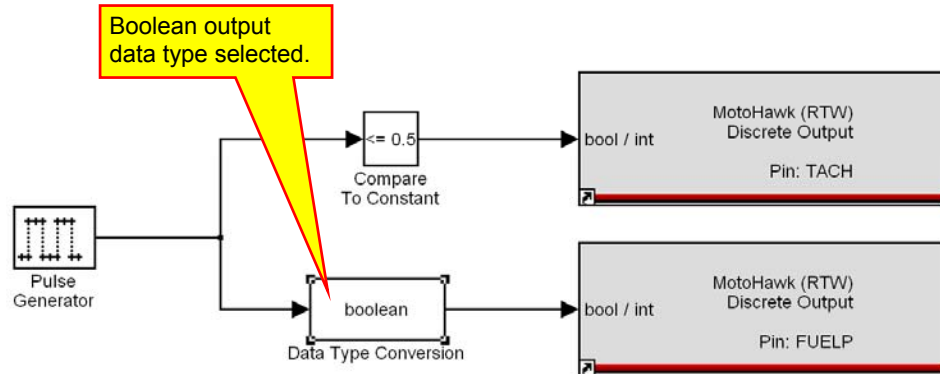 Boolean output
data type selected.
<= 0.5
Compare
To Constant
bool / int
MotoHawk (RTW)
Discrete Output
Pin: TACH
Pulse
Generator
boolean
Data Type Conversion
bool / int
MotoHawk (RTW)
Discrete Output
Pin: FUELP